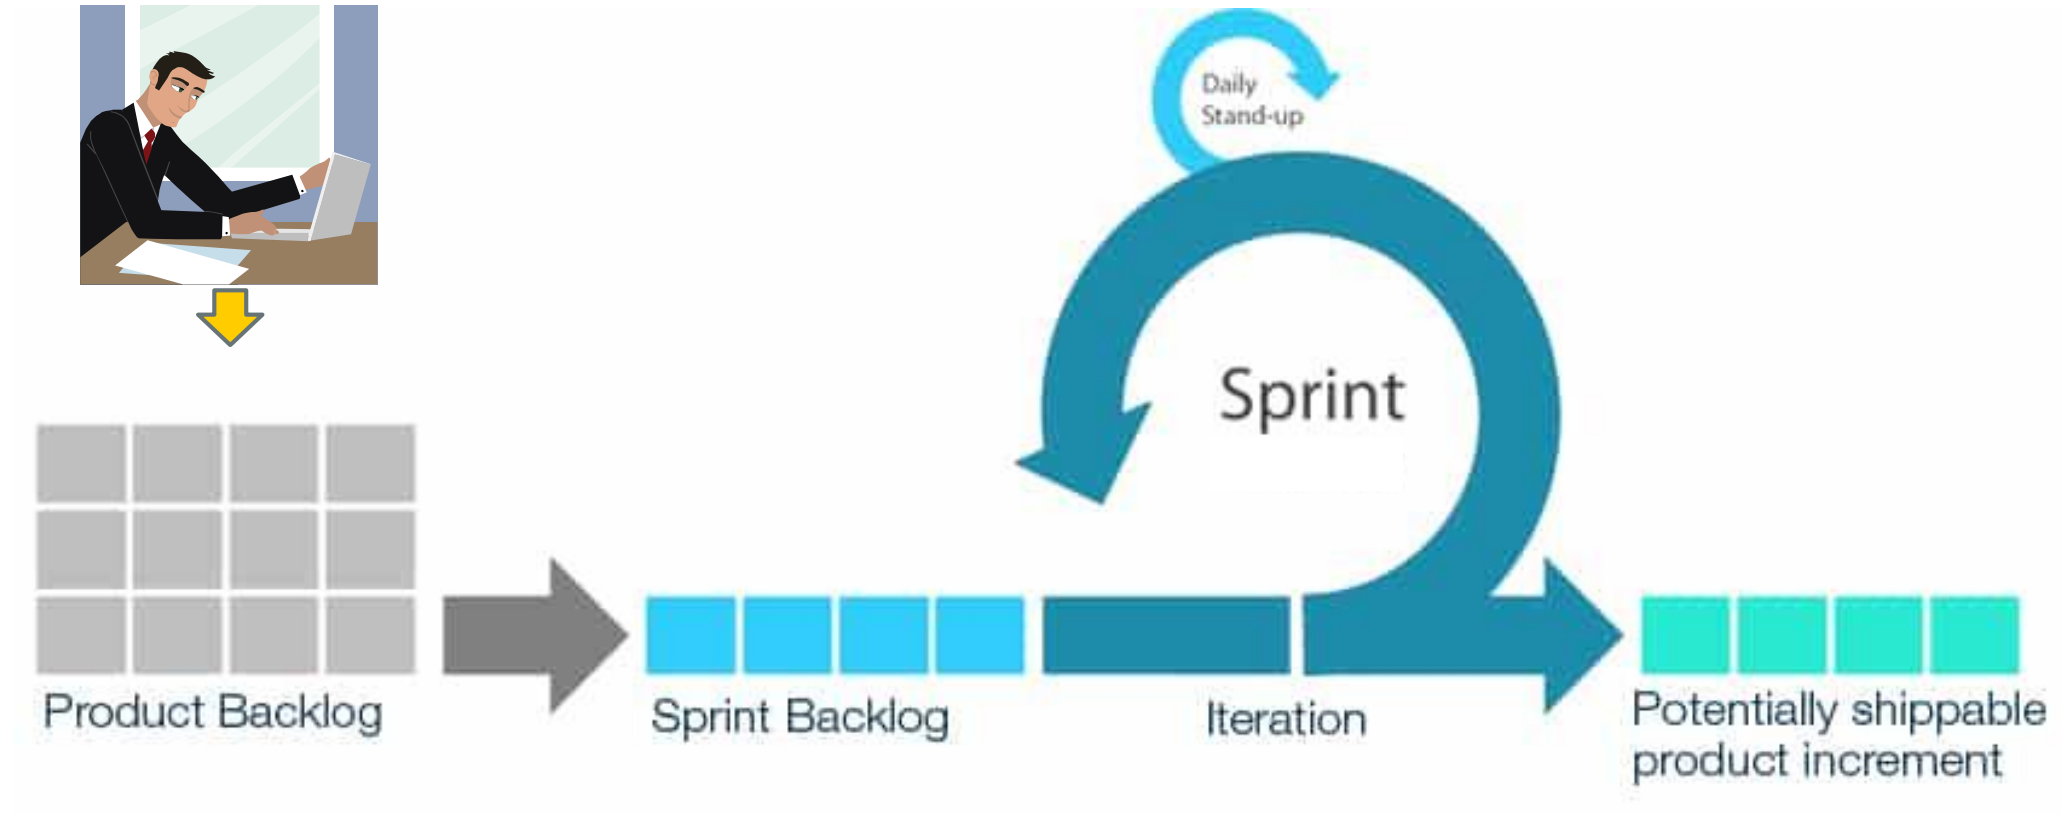 Daily
Stand-up
Sprint
Product Backlog
Sprint Backlog
Iteration
Potentially shippable
product increment